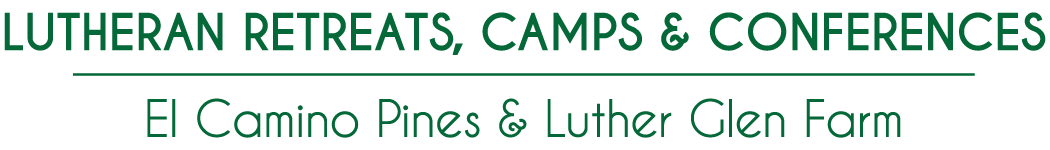 LUTHERAN RETREATS, CAMPS & CONFERENCES
El Camino Pines & Luther Glen Farm